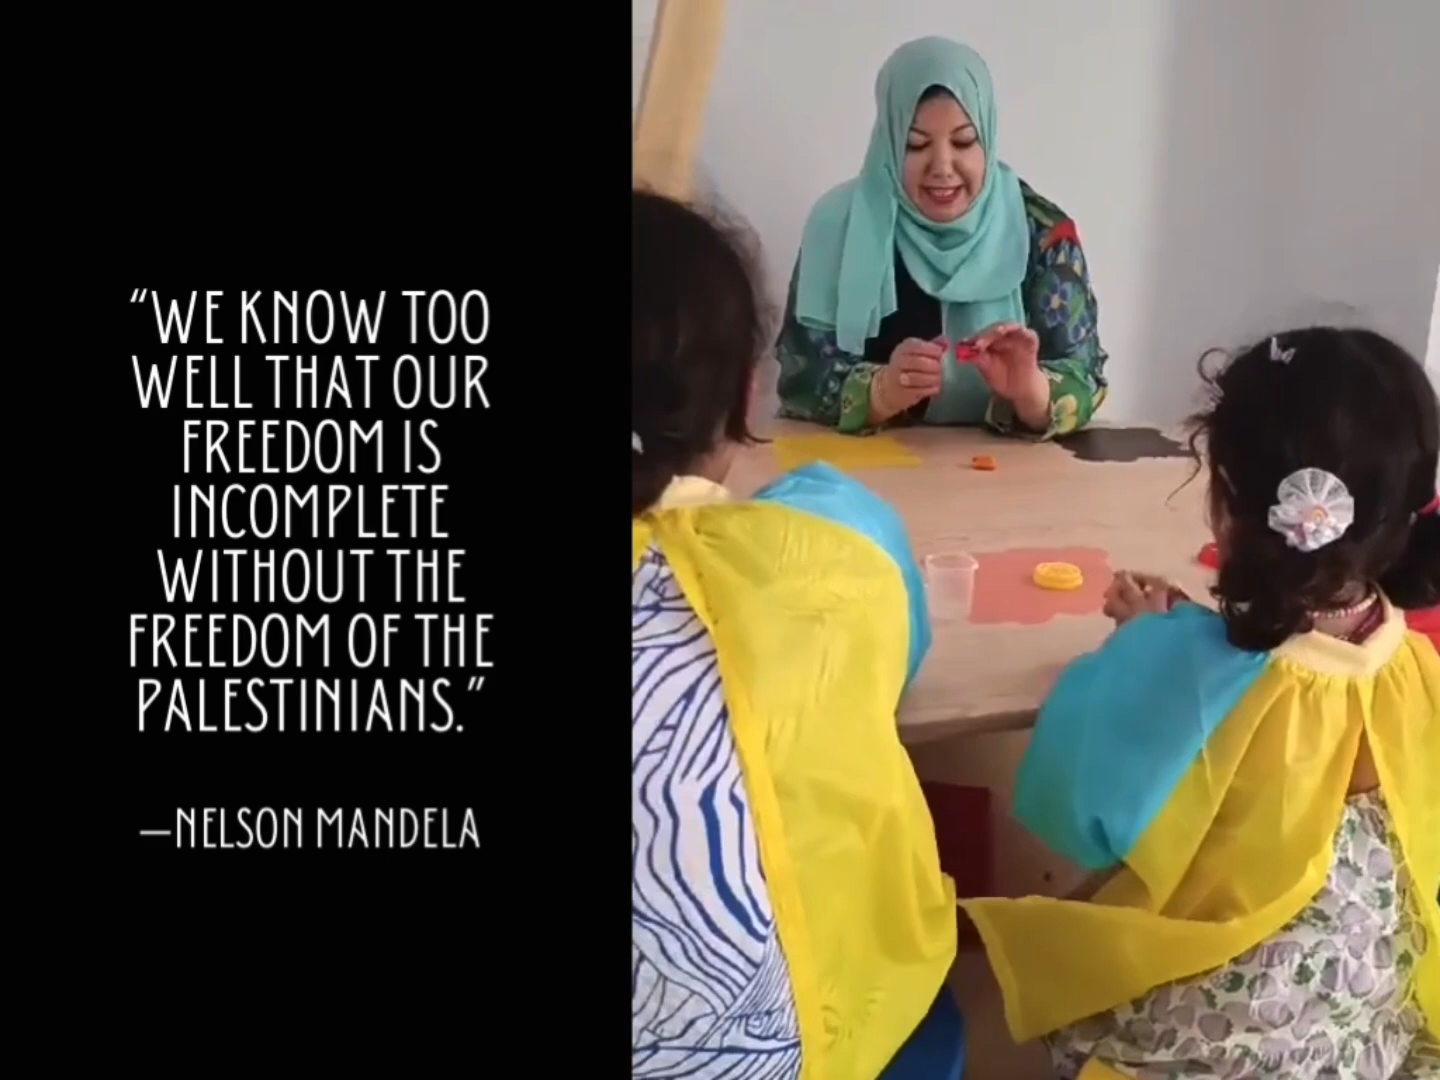 “WE KNOW TOO
WELL THAT OUR
FREEDOM IS
INCOMPLETE
WITHOUT THE
FREEDOM OF THE
PALESTINIANS.”
—NELSON MANDELA